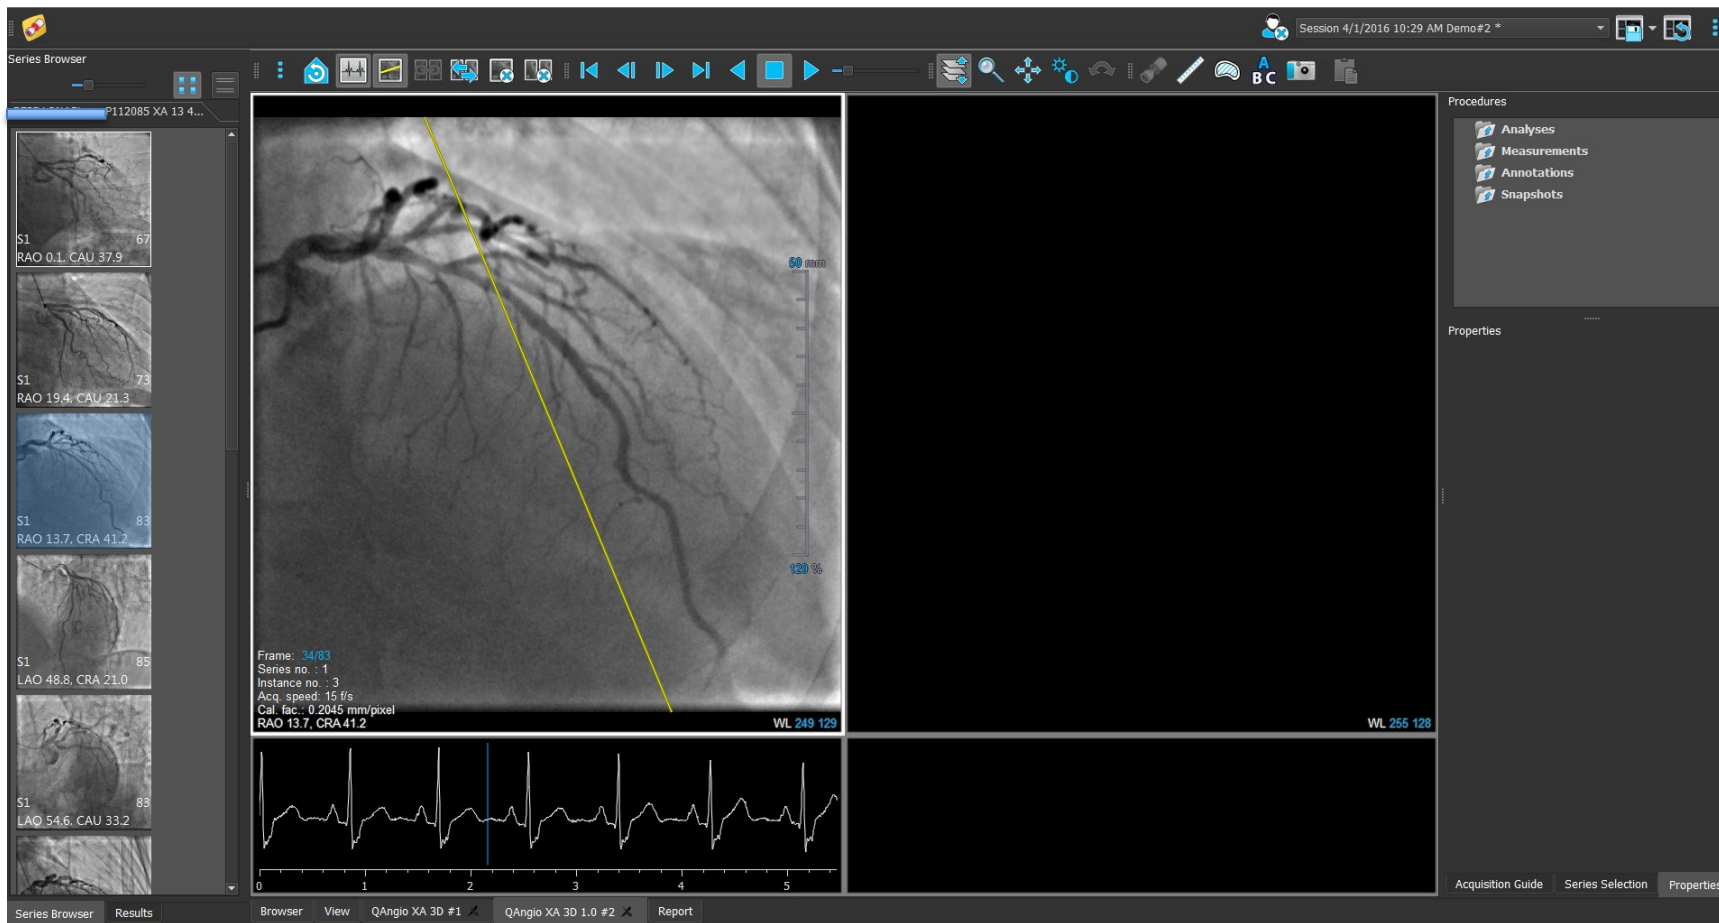 Session 4/1/2016 10:29 AM Demo#2 *
Series Browser
A
B C
P112085 XA 13 4...
S1 67
RAO 0.1, CAU 37.9
S1 73
RAO 19.4, CAU 21.3
S1 83
RAO 13.7, CRA 41.2
S1 85
LAO 48.8, CRA 21.0
S1 83
LAO 54.6, CAU 33.2
50 mm
120 %
Frame: 34/83
Series no. : 1
Instance no. : 3
Acq. speed: 15 f/s
Cal. fac.: 0.2045 mm/pixel
RAO 13.7, CRA 41.2 WL 249 129
WL 255 128
0 1 2 3 4 5
Procedures
Analyses
Measurements
Annotations
Snapshots
Properties
Acquisition Guide Series Selection Properties
Series Browser Results
Browser View QAngio XA 3D #1 QAngio XA 3D 1.0 #2 Report